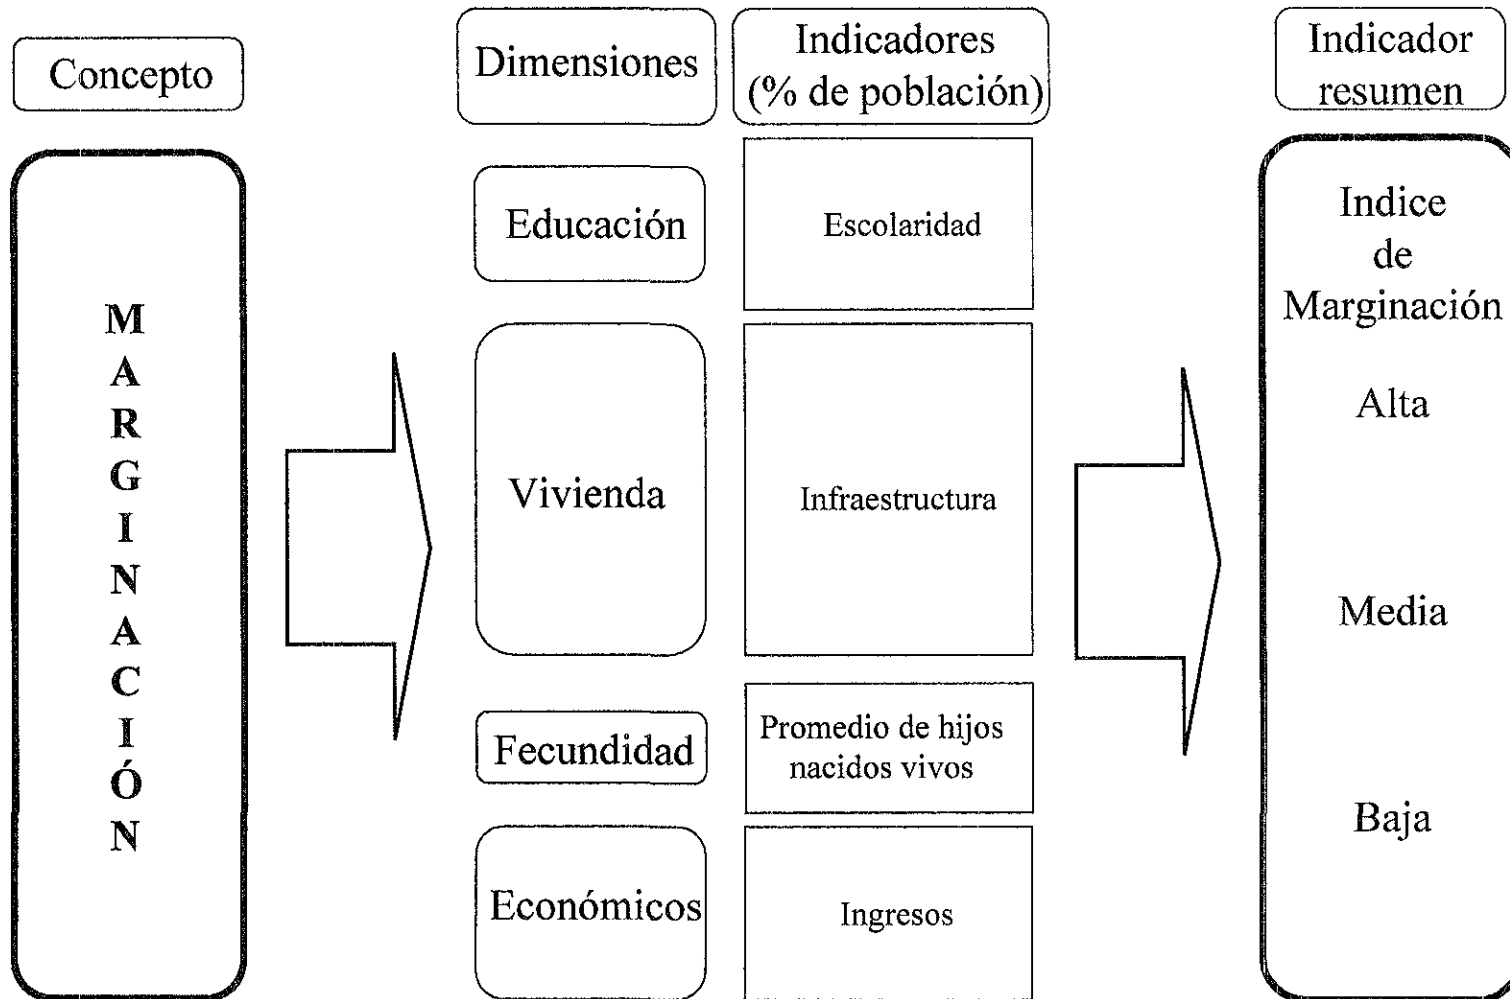 Concepto
Dimensiones
Indicadores
(% de población)
Indicador
resumen
M
A
R
G
I
N
A
C
I
Ó
N
Educación
Escolaridad
Vivienda
Infraestructura
Fecundidad
Promedio de hijos
nacidos vivos
Económicos
Ingresos
Indice
de
Marginación
Alta
Media
Baja